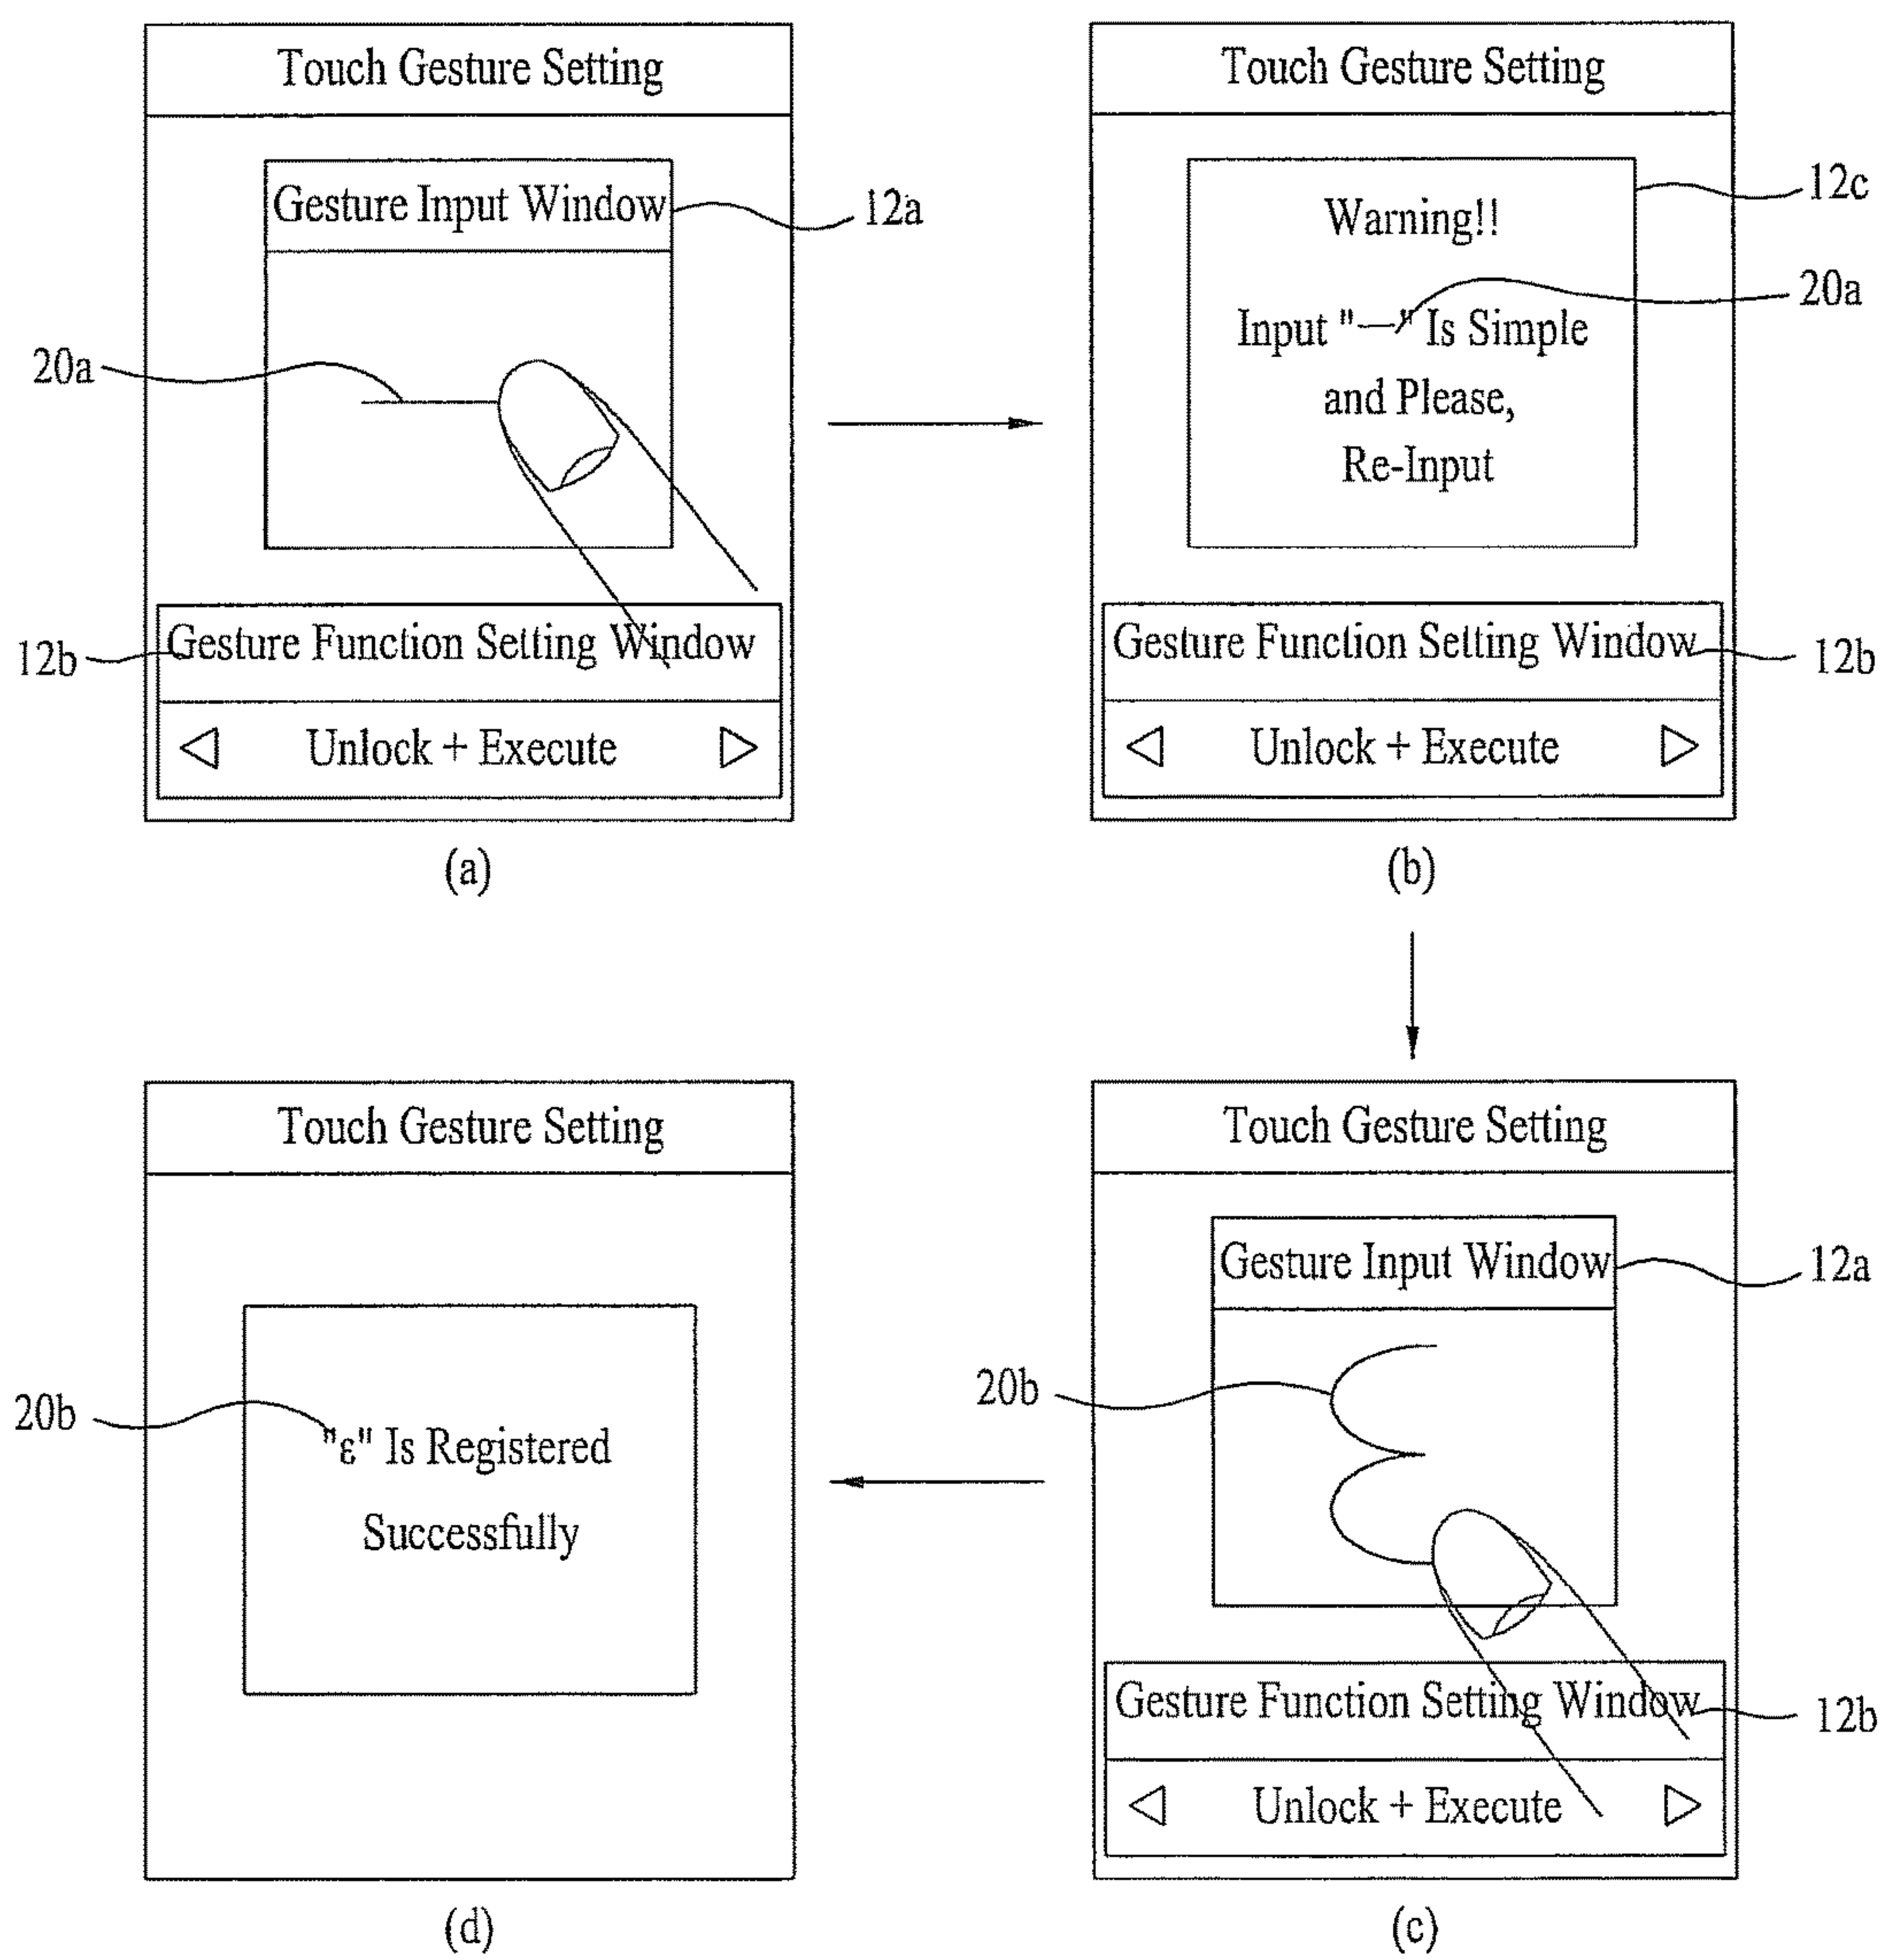 Touch Gesture Setting
Gesture Input Window
12a
20a
12b
Gesture Function Setting Window
◁ Unlock + Execute ▷
(a)
Touch Gesture Setting
12c
Warning!!
20a
Input "—" Is Simple
and Please,
Re-Input
Gesture Function Setting Window
12b
◁ Unlock + Execute ▷
(b)
Touch Gesture Setting
Gesture Input Window
12a
20b
Gesture Function Setting Window
12b
◁ Unlock + Execute ▷
(c)
Touch Gesture Setting
20b
"ε" Is Registered
Successfully
(d)